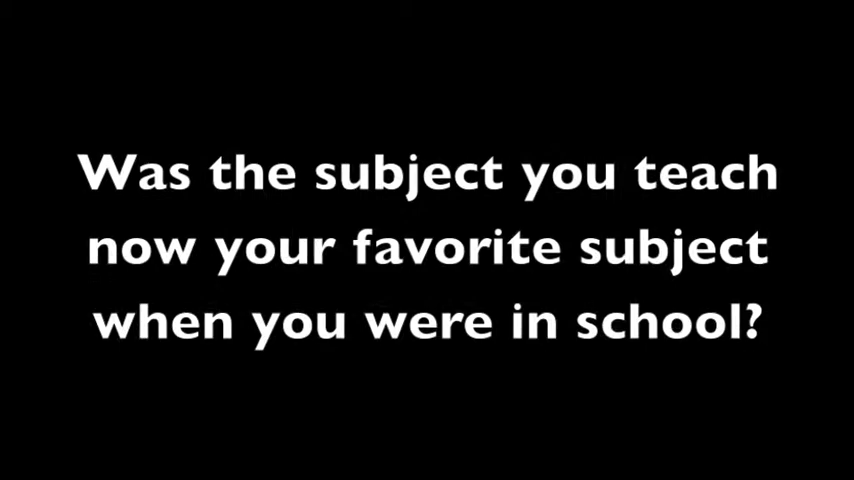 Was the subject you teach
now your favorite subject
when you were in school?